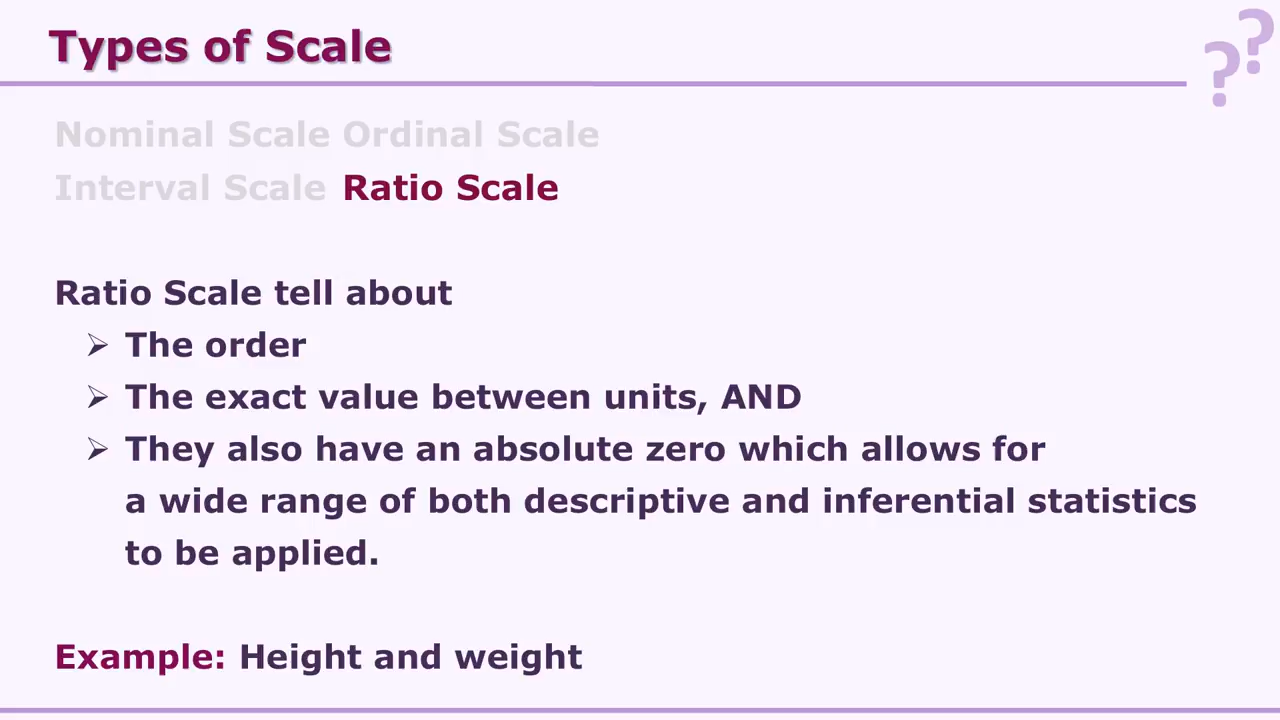 Types of Scale
??
Nominal Scale Ordinal Scale
Interval Scale Ratio Scale
Ratio Scale tell about
➢ The order
➢ The exact value between units, AND
➢ They also have an absolute zero which allows for
a wide range of both descriptive and inferential statistics
to be applied.
Example: Height and weight